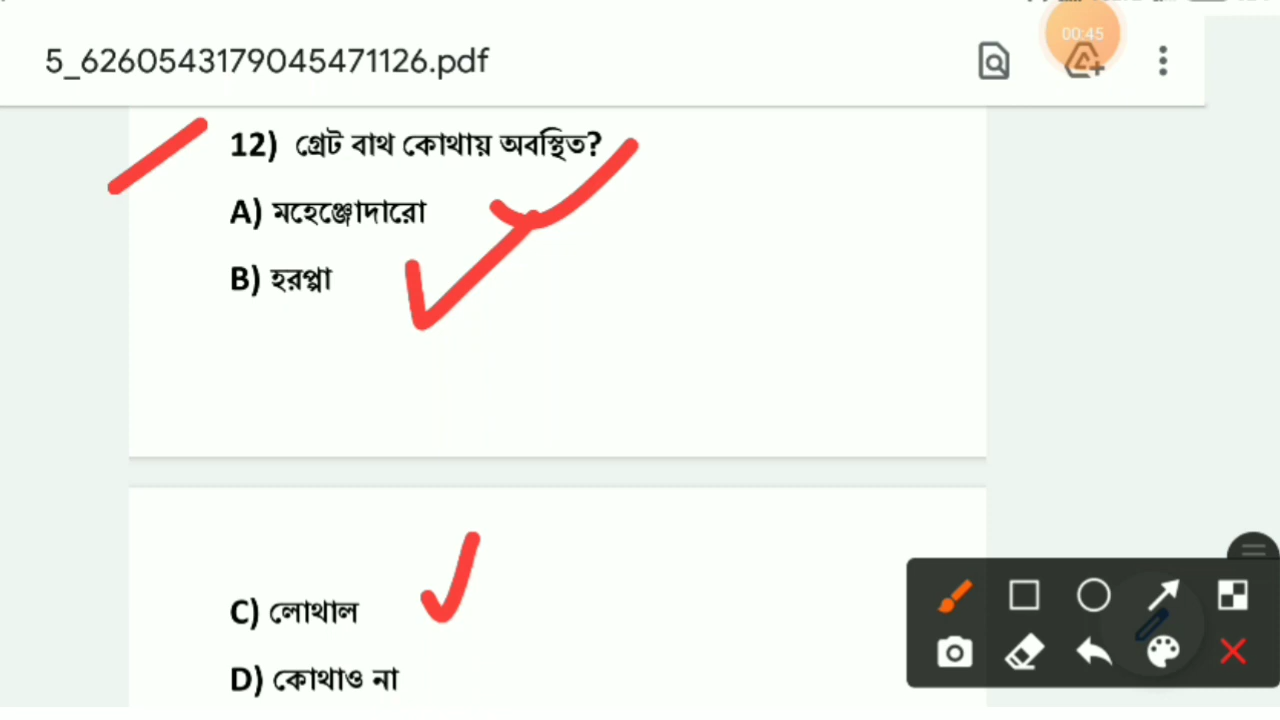 00:45
5_6260543179045471126.pdf
12) গ্রেট বাথ কোথায় অবস্থিত?
A) মহেঞ্জোদারো
B) হরপ্পা
C) লোথাল
D) কোথাও না